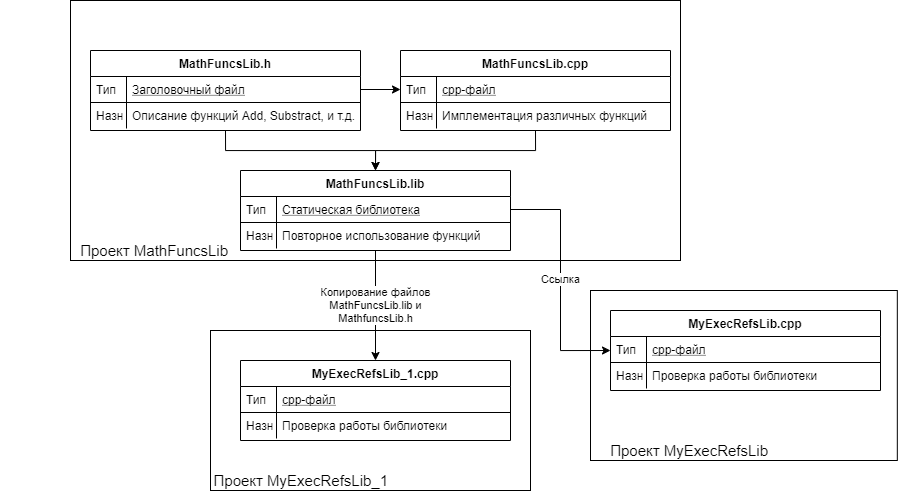 MathFuncsLib.h
Тип Заголовочный файл
Назн Описание функций Add, Substract, и т.д.
MathFuncsLib.cpp
Тип cpp-файл
Назн Имплементация различных функций
MathFuncsLib.lib
Тип Статическая библиотека
Назн Повторное использование функций
Проект MathFuncsLib
Копирование файлов
MathFuncsLib.lib и
MathfuncsLib.h
Ссылка
MyExecRefsLib.cpp
Тип cpp-файл
Назн Проверка работы библиотеки
Проект MyExecRefsLib
MyExecRefsLib_1.cpp
Тип cpp-файл
Назн Проверка работы библиотеки
Проект MyExecRefsLib_1